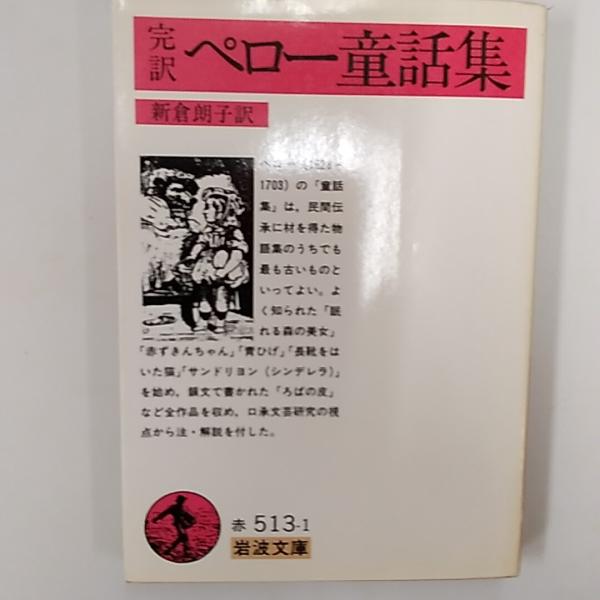 完訳
ペロー童話集
新倉朗子訳
ペロー(1628-
1703)の「童話
集」は,民間伝
承に材を得た物
語集のうちでも
最も古いものと
いってよい.よ
く知られた「眠
れる森の美女」
「赤ずきんちゃん」「青ひげ」「長靴をは
いた猫」「サンドリヨン(シンデレラ)」
を始め,韻文で書かれた「ろばの皮」
など全作品を収め,口承文芸研究の視
点から注・解説を付した.
赤 513-1
岩波文庫